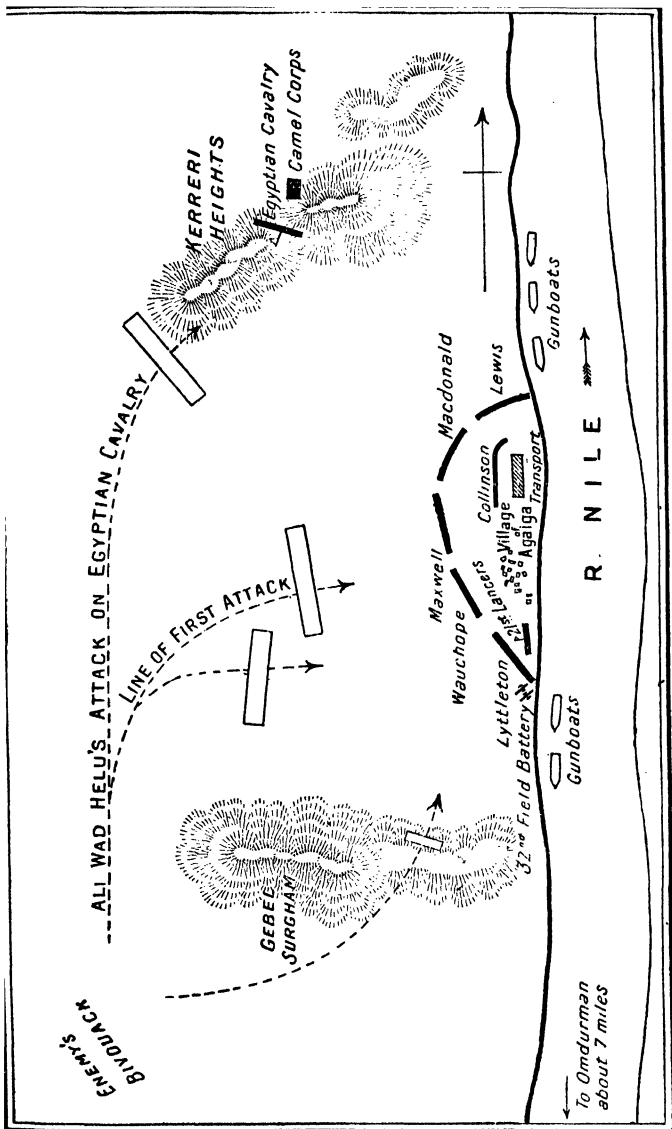 ENEMY'S
BIVOUACK
ALI WAD HELU'S ATTACK ON EGYPTIAN CAVALRY
LINE OF FIRST ATTACK
KERRERI
HEIGHTS
Egyptian Cavalry
Camel Corps
GEBEL
SURGHAM
Macdonald
Lewis
Maxwell
Wauchope
Lyttleton
32nd Field Battery
21st Lancers
Collinson
Village
of
Agaiga
Transport
Gunboats
Gunboats
R. NILE
To Omdurman
about 7 miles